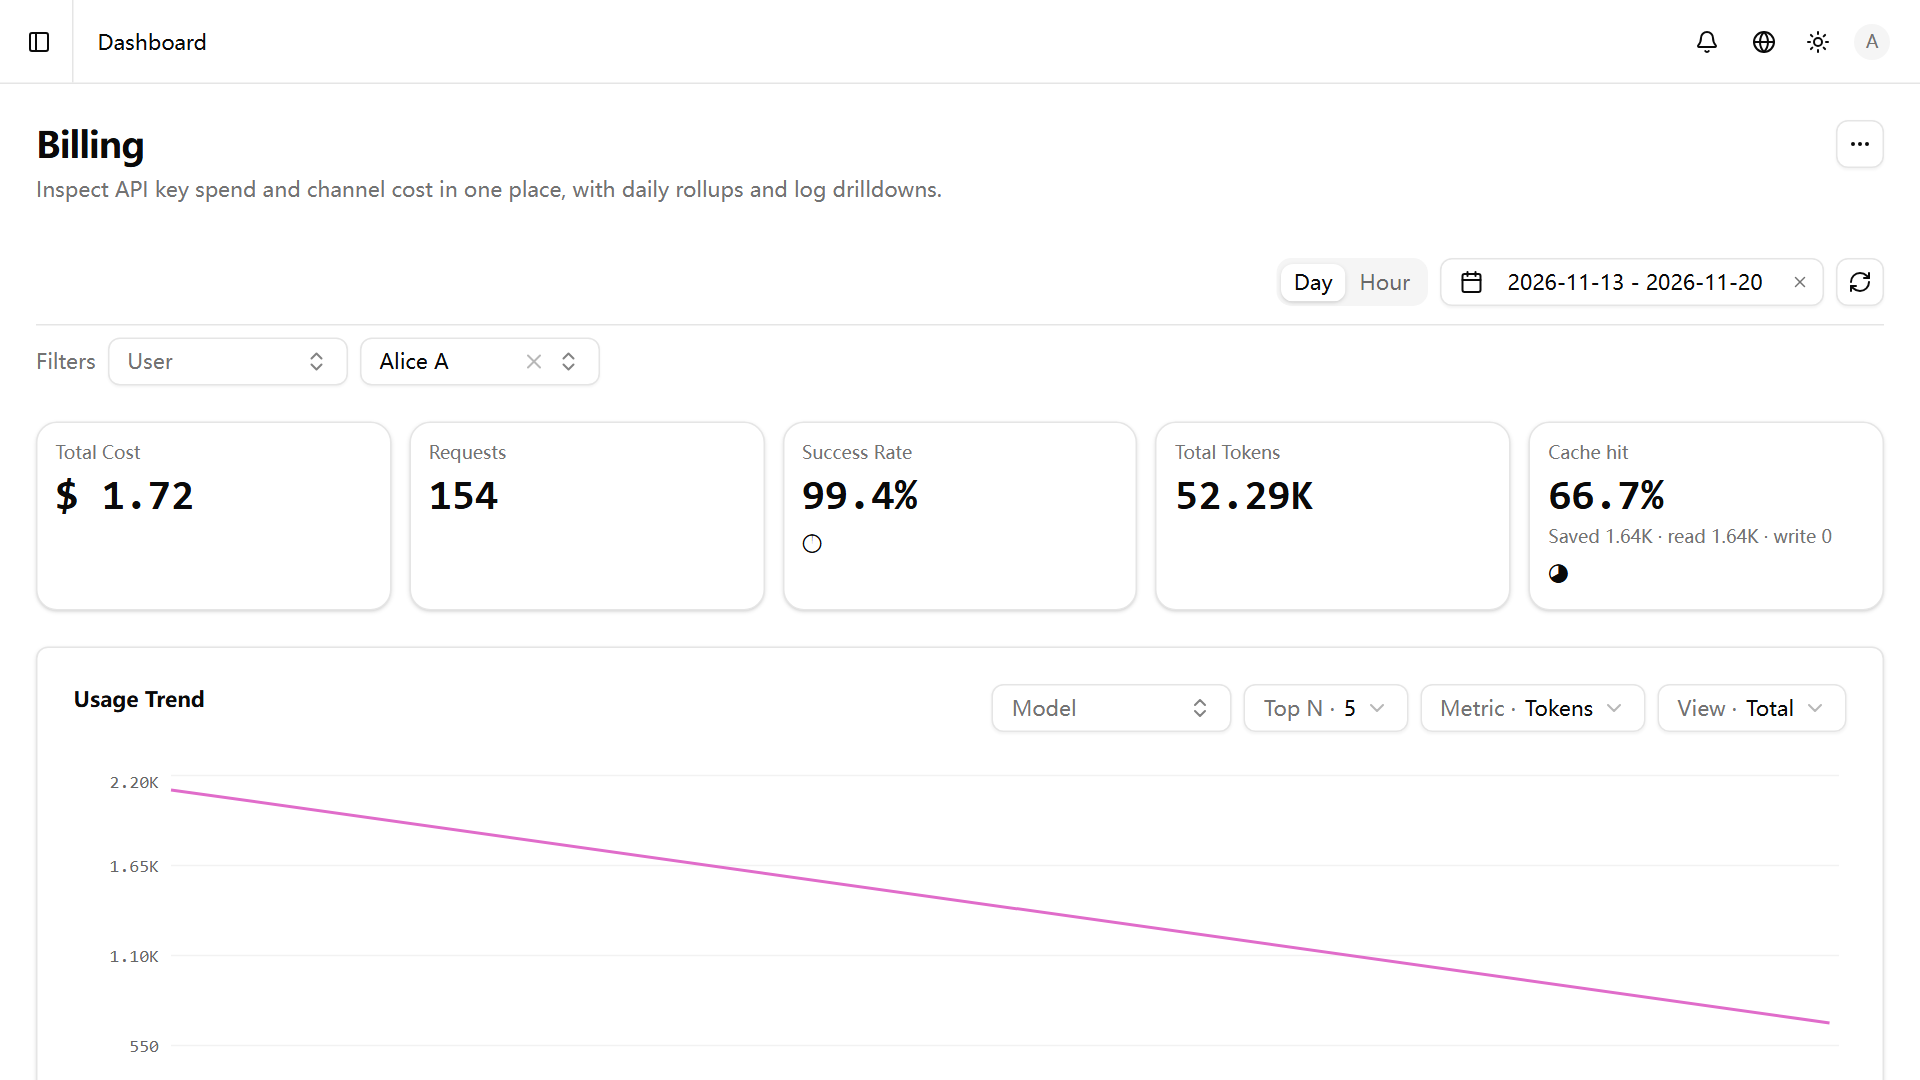 Dashboard
A
Billing
Inspect API key spend and channel cost in one place, with daily rollups and log drilldowns.
Day Hour 2026-11-13 - 2026-11-20
Filters User Alice A
Total Cost
$ 1.72
Requests
154
Success Rate
99.4%
Total Tokens
52.29K
Cache hit
66.7%
Saved 1.64K · read 1.64K · write 0
Usage Trend
Model Top N · 5 Metric · Tokens View · Total
2.20K
1.65K
1.10K
550